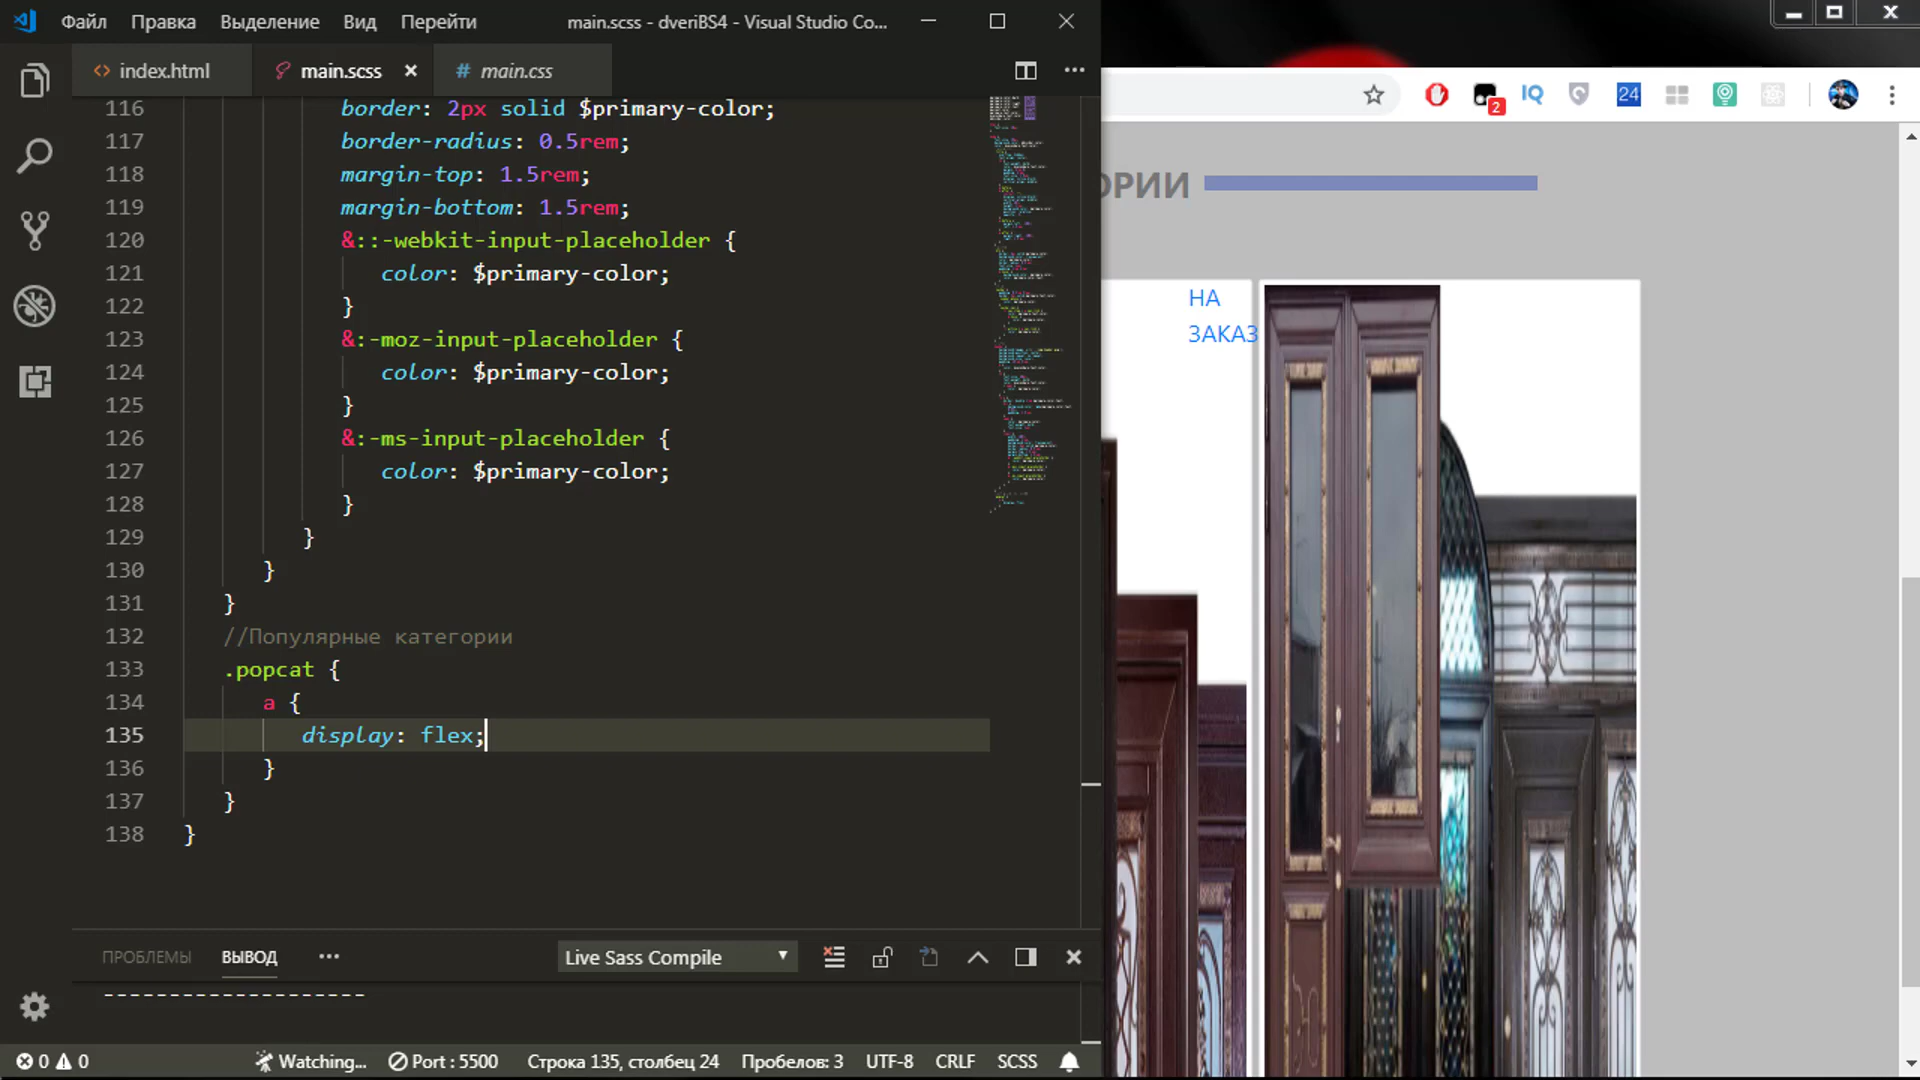 Файл Правка Выделение Вид Перейти main.scss - dveriBS4 - Visual Studio Co...
<> index.html main.scss # main.css
116 border: 2px solid $primary-color;
117 border-radius: 0.5rem;
118 margin-top: 1.5rem;
119 margin-bottom: 1.5rem;
120 &::-webkit-input-placeholder {
121 color: $primary-color;
122 }
123 &:-moz-input-placeholder {
124 color: $primary-color;
125 }
126 &:-ms-input-placeholder {
127 color: $primary-color;
128 }
129 }
130 }
131 }
132 //Популярные категории
133 .popcat {
134 a {
135 display: flex;
136 }
137 }
138 }
ПРОБЛЕМЫ ВЫВОД ... Live Sass Compile
--------------------
0 0 Watching... Port : 5500 Строка 135, столбец 24 Пробелов: 3 UTF-8 CRLF SCSS
2 IQ 24
ОРИИ
НА
ЗАКАЗ